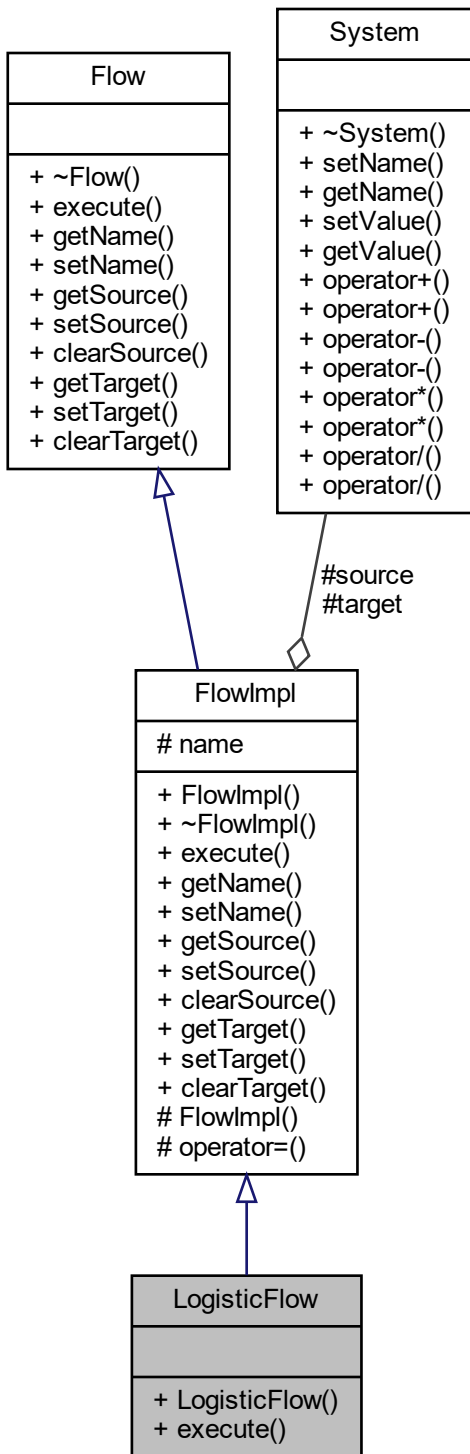 System
+ ~System()
+ setName()
+ getName()
+ setValue()
+ getValue()
+ operator+()
+ operator+()
+ operator-()
+ operator-()
+ operator*()
+ operator*()
+ operator/()
+ operator/()
Flow
+ ~Flow()
+ execute()
+ getName()
+ setName()
+ getSource()
+ setSource()
+ clearSource()
+ getTarget()
+ setTarget()
+ clearTarget()
#source
#target
FlowImpl
# name
+ FlowImpl()
+ ~FlowImpl()
+ execute()
+ getName()
+ setName()
+ getSource()
+ setSource()
+ clearSource()
+ getTarget()
+ setTarget()
+ clearTarget()
# FlowImpl()
# operator=()
LogisticFlow
+ LogisticFlow()
+ execute()